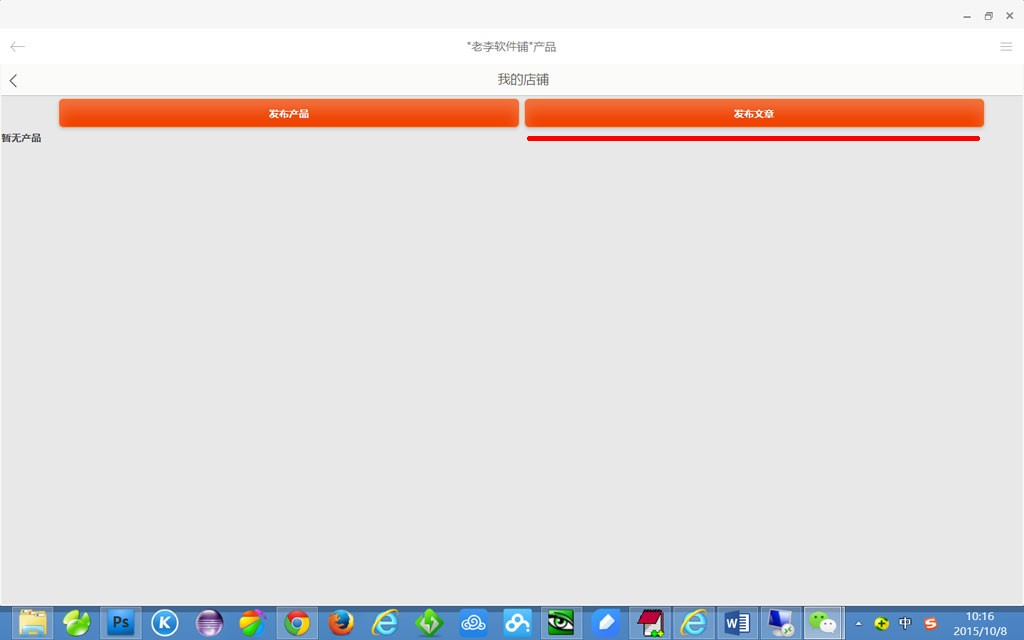 "老李软件铺"产品
我的店铺
发布产品
发布文章
暂无产品
Ps
K
W
中
S
10:16
2015/10/8